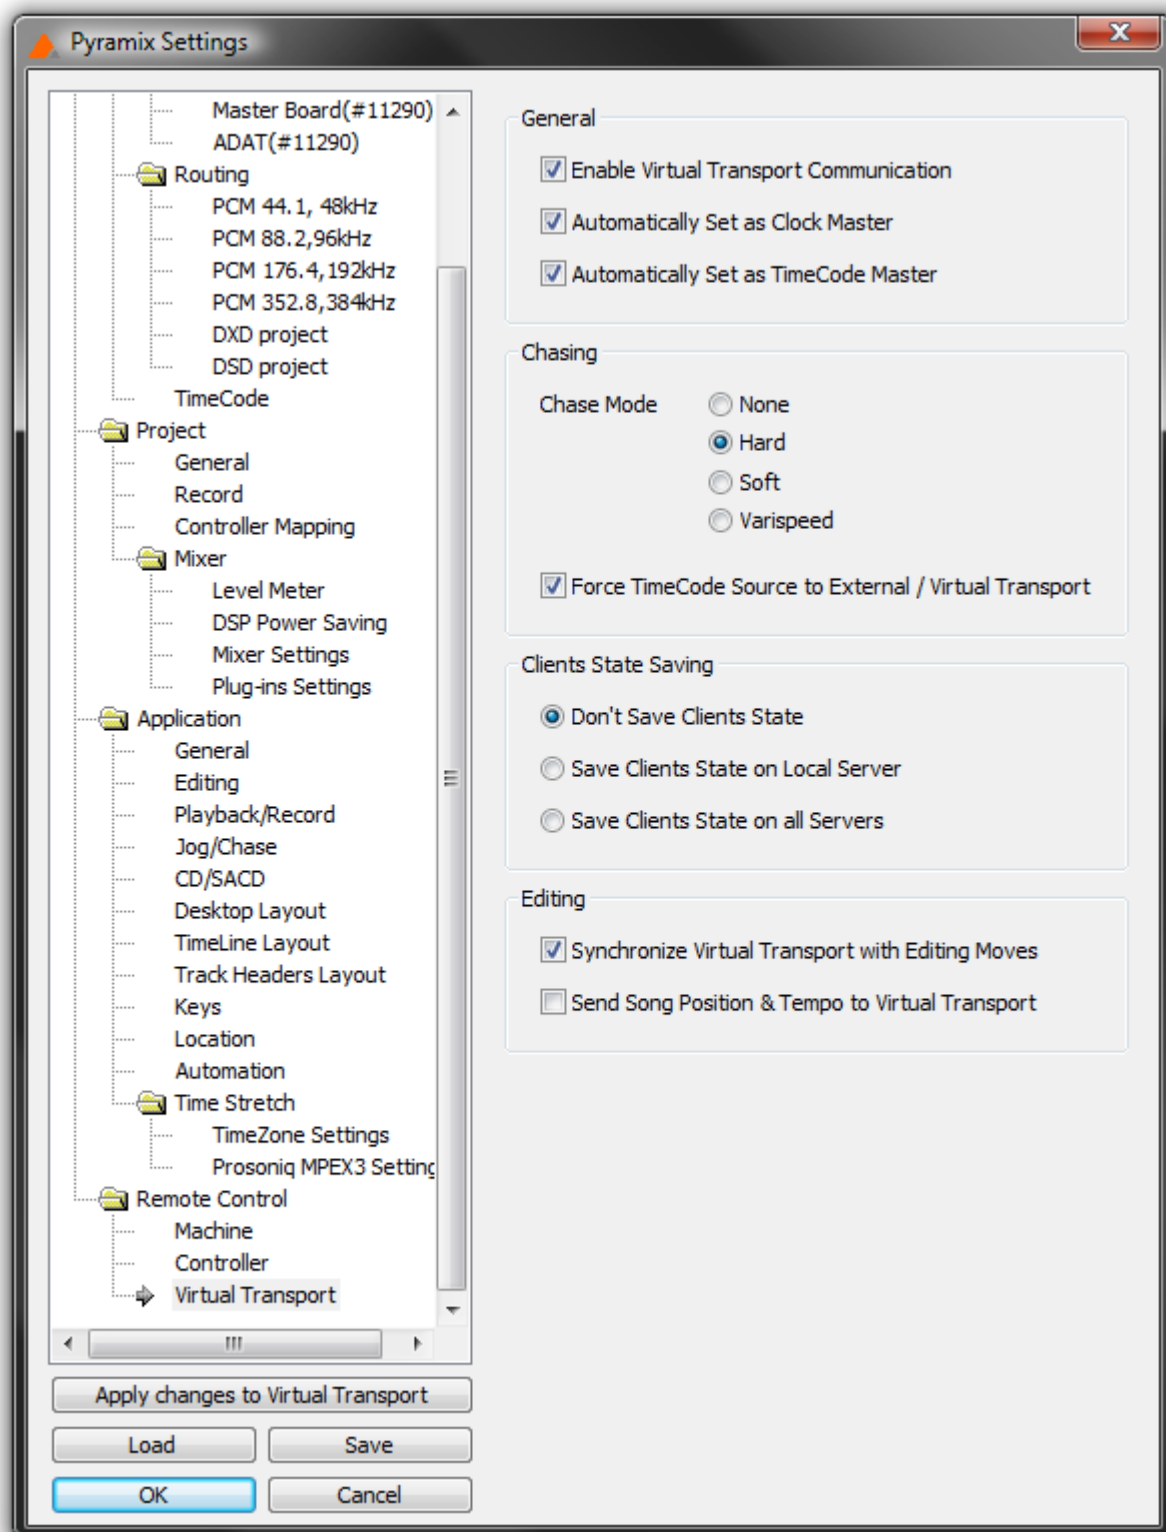 Pyramix Settings
Master Board(#11290)
ADAT(#11290)
Routing
PCM 44.1, 48kHz
PCM 88.2,96kHz
PCM 176.4,192kHz
PCM 352.8,384kHz
DXD project
DSD project
TimeCode
Project
General
Record
Controller Mapping
Mixer
Level Meter
DSP Power Saving
Mixer Settings
Plug-ins Settings
Application
General
Editing
Playback/Record
Jog/Chase
CD/SACD
Desktop Layout
TimeLine Layout
Track Headers Layout
Keys
Location
Automation
Time Stretch
TimeZone Settings
Prosoniq MPEX3 Setting
Remote Control
Machine
Controller
Virtual Transport
Apply changes to Virtual Transport
Load
Save
OK
Cancel
General
Enable Virtual Transport Communication
Automatically Set as Clock Master
Automatically Set as TimeCode Master
Chasing
Chase Mode
None
Hard
Soft
Varispeed
Force TimeCode Source to External / Virtual Transport
Clients State Saving
Don't Save Clients State
Save Clients State on Local Server
Save Clients State on all Servers
Editing
Synchronize Virtual Transport with Editing Moves
Send Song Position & Tempo to Virtual Transport